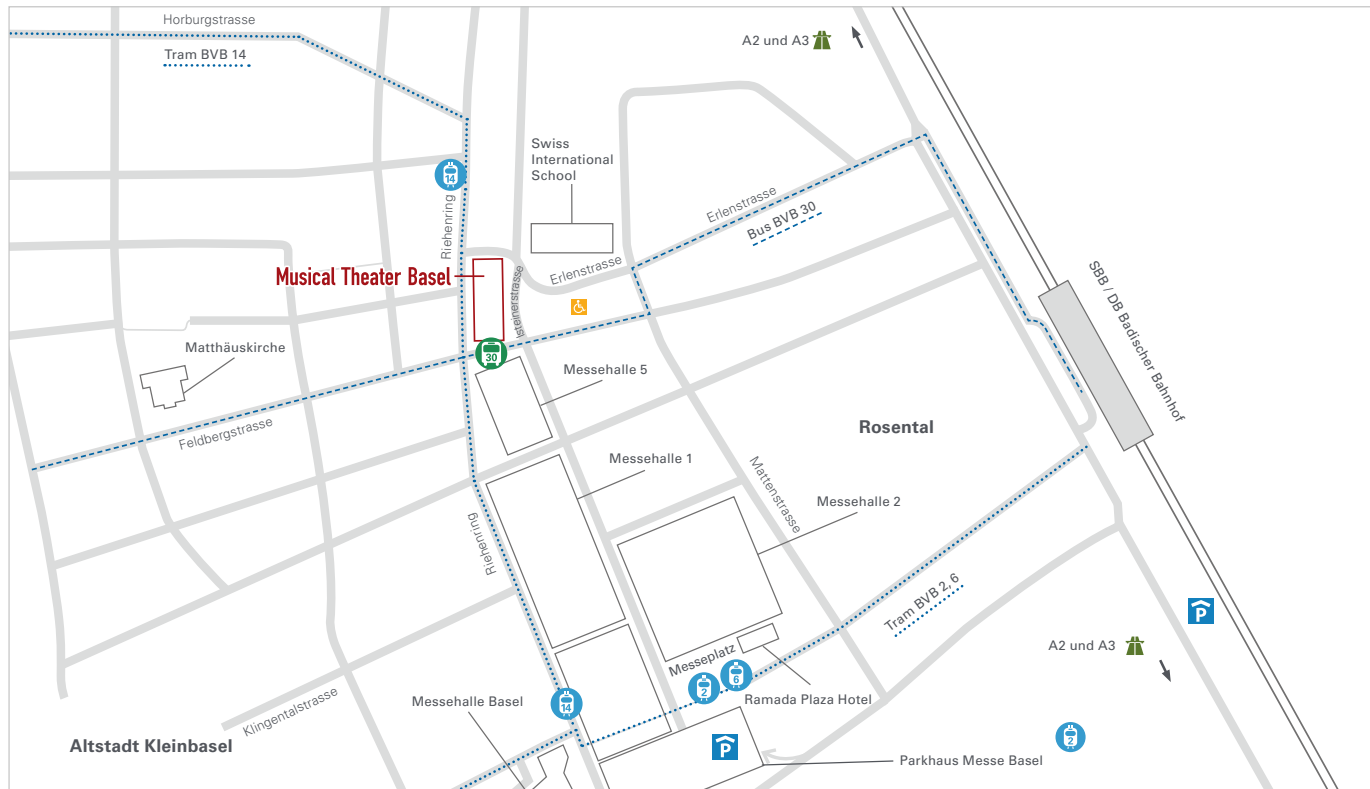 Horburgstrasse
Tram BVB 14
A2 und A3
Swiss
International
School
14
Riehenring
Erlenstrasse
Bus BVB 30
Erlenstrasse
Musical Theater Basel
Isteinerstrasse
SBB / DB Badischer Bahnhof
Matthäuskirche
30
Messehalle 5
Feldbergstrasse
Rosental
Messehalle 1
Mattenstrasse
Messehalle 2
Riehenring
Tram BVB 2, 6
P
A2 und A3
Messeplatz
6
2
Ramada Plaza Hotel
Messehalle Basel
14
Klingentalstrasse
Altstadt Kleinbasel
P
2
Parkhaus Messe Basel